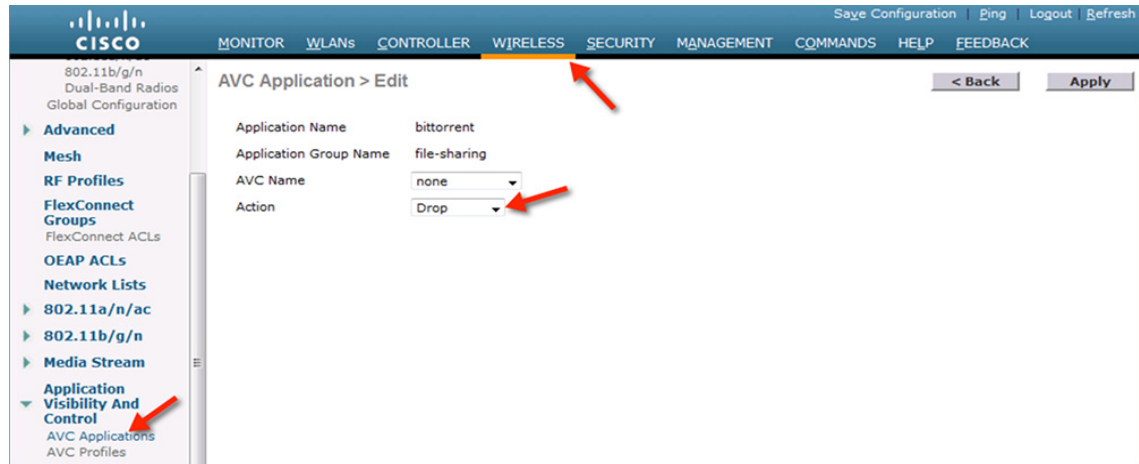 Save Configuration | Ping | Logout | Refresh
CISCO
MONITOR WLANs CONTROLLER WIRELESS SECURITY MANAGEMENT COMMANDS HELP FEEDBACK
802.11b/g/n
Dual-Band Radios
Global Configuration
Advanced
Mesh
RF Profiles
FlexConnect
Groups
FlexConnect ACLs
OEAP ACLs
Network Lists
802.11a/n/ac
802.11b/g/n
Media Stream
Application
Visibility And
Control
AVC Applications
AVC Profiles
AVC Application > Edit
< Back
Apply
Application Name bittorrent
Application Group Name file-sharing
AVC Name none
Action Drop